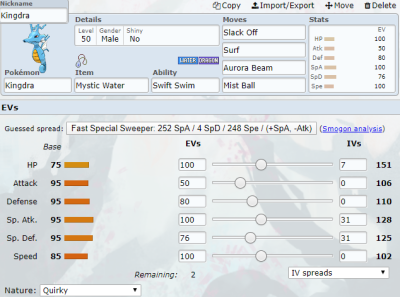 Nickname
Kingdra
Copy Import/Export Move Delete
Details
Level Gender Shiny
50 Male No
WATER DRAGON
Pokémon Item Ability
Kingdra Mystic Water Swift Swim
Moves
Slack Off
Surf
Aurora Beam
Mist Ball
Stats
EV
HP 100
Atk 50
Def 80
SpA 100
SpD 76
Spe 100
EVs
Guessed spread: Fast Special Sweeper: 252 SpA / 4 SpD / 248 Spe / (+SpA, -Atk) (Smogon analysis)
Base EVs IVs
HP 75 100 7 151
Attack 95 50 0 106
Defense 95 80 0 110
Sp. Atk. 95 100 31 128
Sp. Def. 95 76 31 125
Speed 85 100 0 102
Remaining: 2 IV spreads
Nature: Quirky